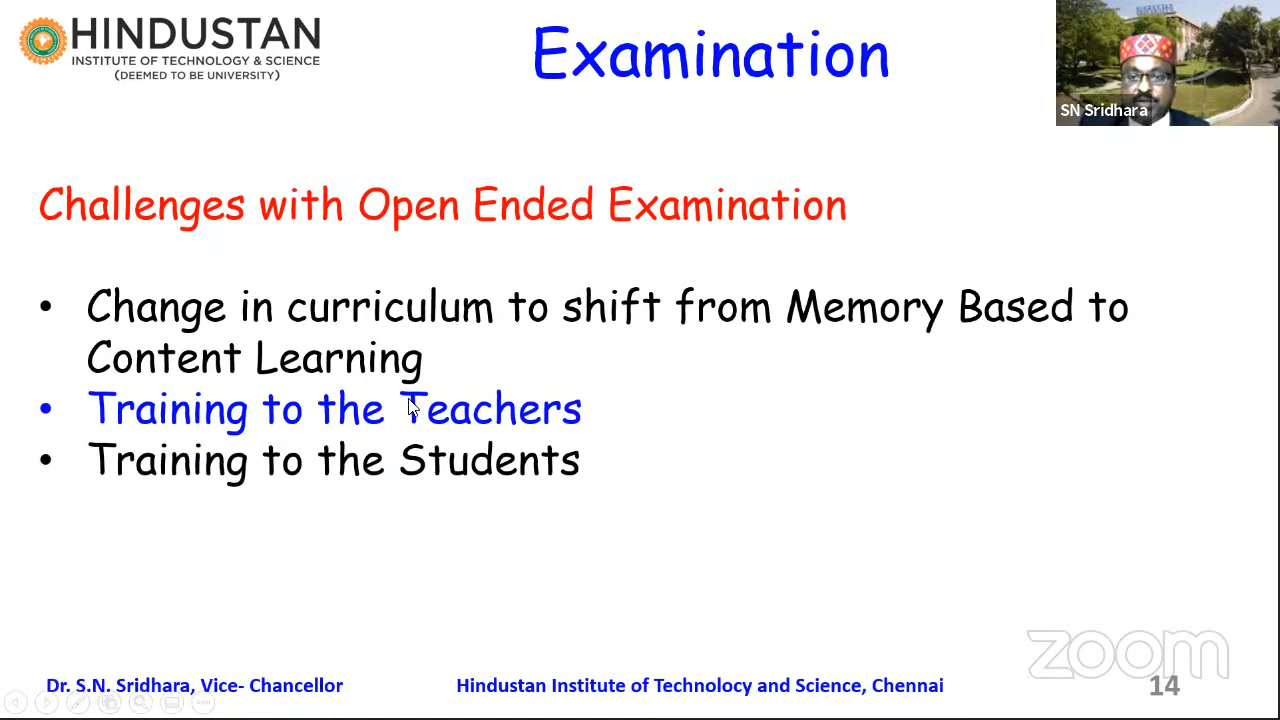 HINDUSTAN
INSTITUTE OF TECHNOLOGY & SCIENCE
(DEEMED TO BE UNIVERSITY)
Examination
SN Sridhara
Challenges with Open Ended Examination
• Change in curriculum to shift from Memory Based to
Content Learning
• Training to the Teachers
• Training to the Students
zoom
Dr. S.N. Sridhara, Vice- Chancellor
Hindustan Institute of Technology and Science, Chennai
14